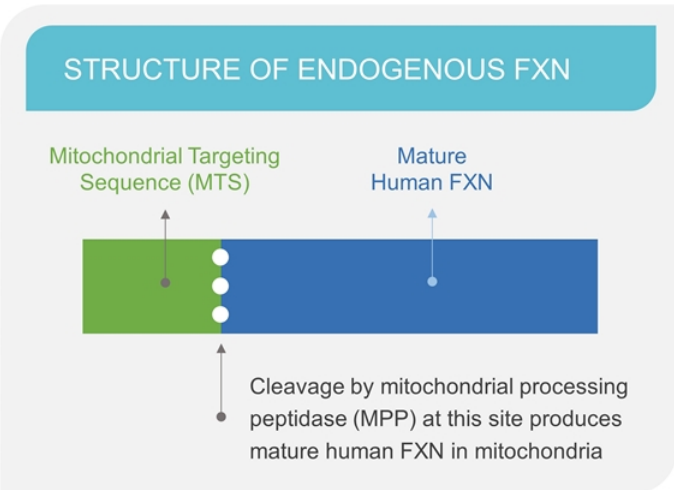 STRUCTURE OF ENDOGENOUS FXN
Mitochondrial Targeting
Sequence (MTS)
Mature
Human FXN
Cleavage by mitochondrial processing
peptidase (MPP) at this site produces
mature human FXN in mitochondria